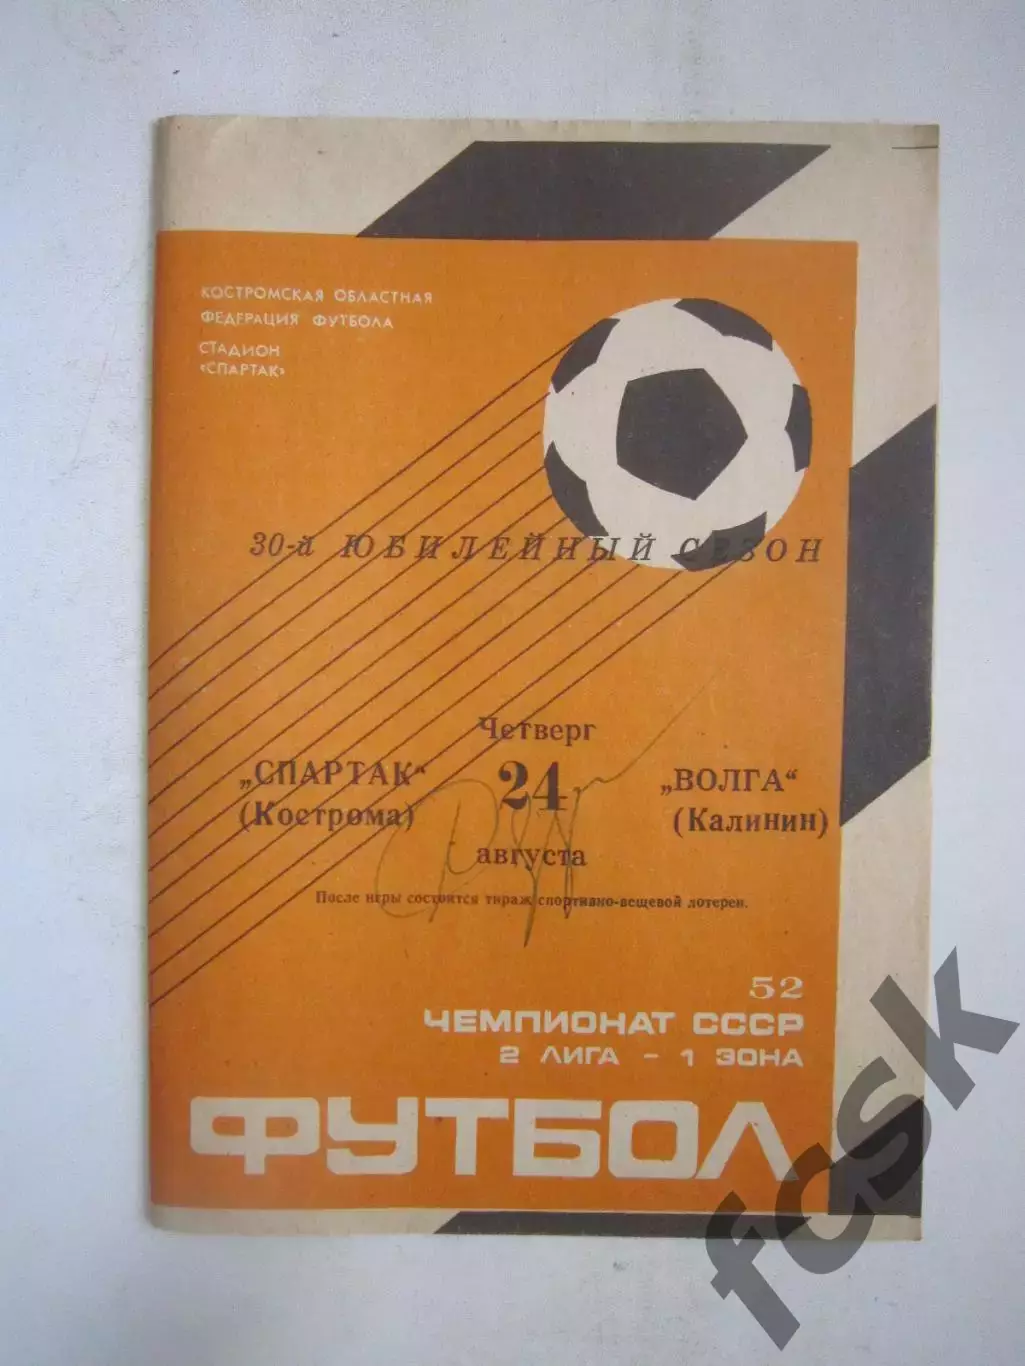 КОСТРОМСКАЯ ОБЛАСТНАЯ
ФЕДЕРАЦИЯ ФУТБОЛА
СТАДИОН
«СПАРТАК»
30-й ЮБИЛЕЙНЫЙ СЕЗОН
Четверг
24
августа
„СПАРТАК“
(Кострома)
„ВОЛГА“
(Калинин)
После игры состоится тираж спортивно-вещевой лотереи.
52
ЧЕМПИОНАТ СССР
2 ЛИГА - 1 ЗОНА
ФУТБОЛ
fcsk